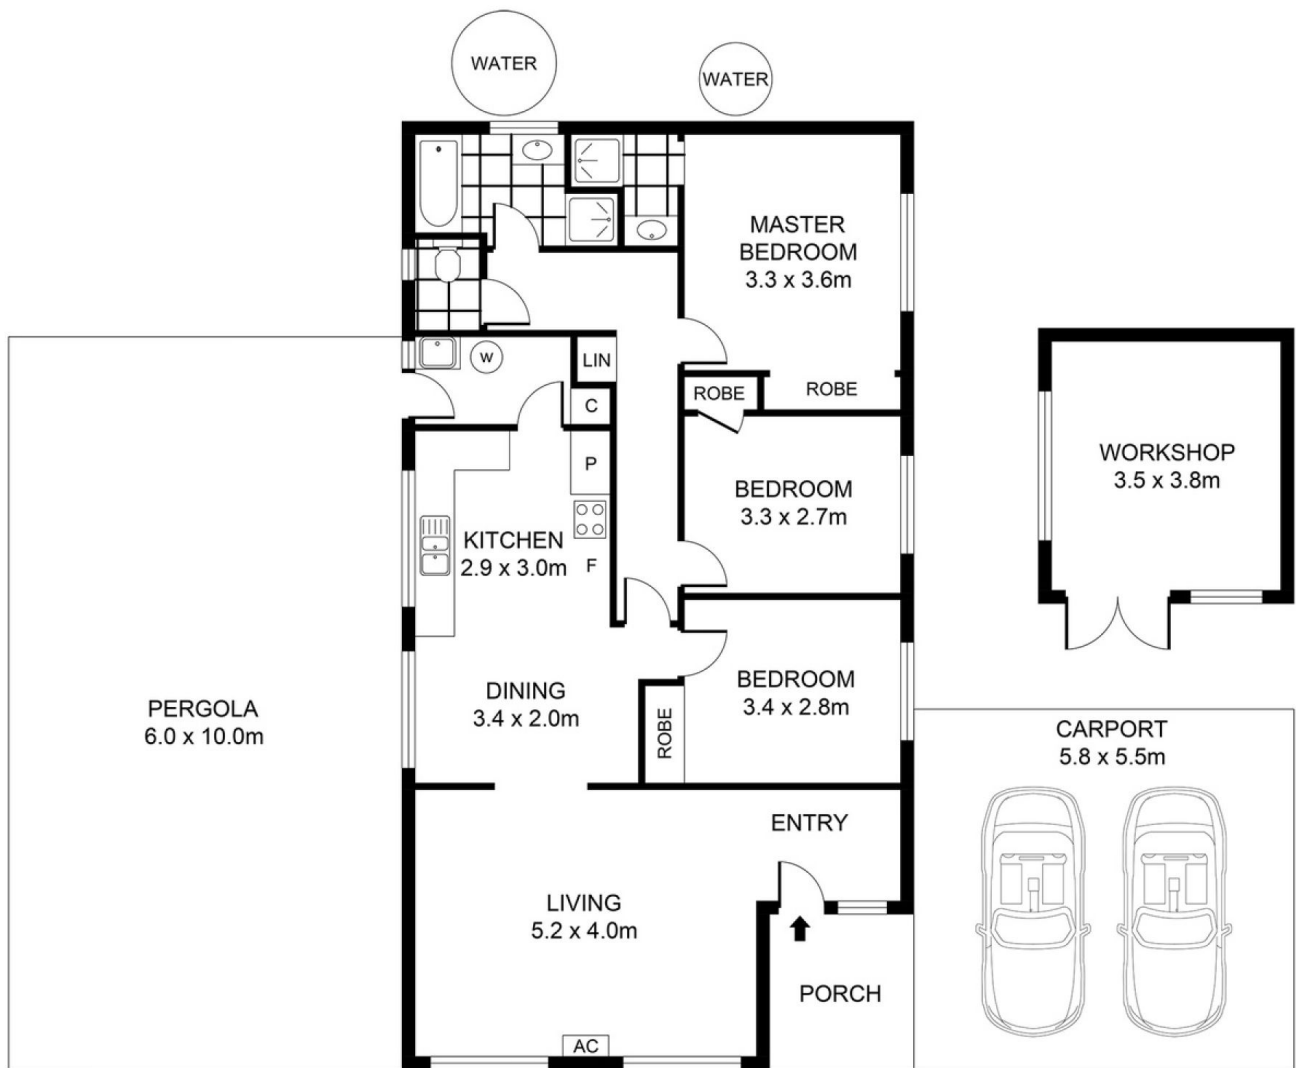 WATER
WATER
MASTER
BEDROOM
3.3 x 3.6m
W
LIN
C
ROBE
ROBE
P
KITCHEN
2.9 x 3.0m
F
BEDROOM
3.3 x 2.7m
WORKSHOP
3.5 x 3.8m
PERGOLA
6.0 x 10.0m
DINING
3.4 x 2.0m
ROBE
BEDROOM
3.4 x 2.8m
CARPORT
5.8 x 5.5m
ENTRY
LIVING
5.2 x 4.0m
PORCH
AC